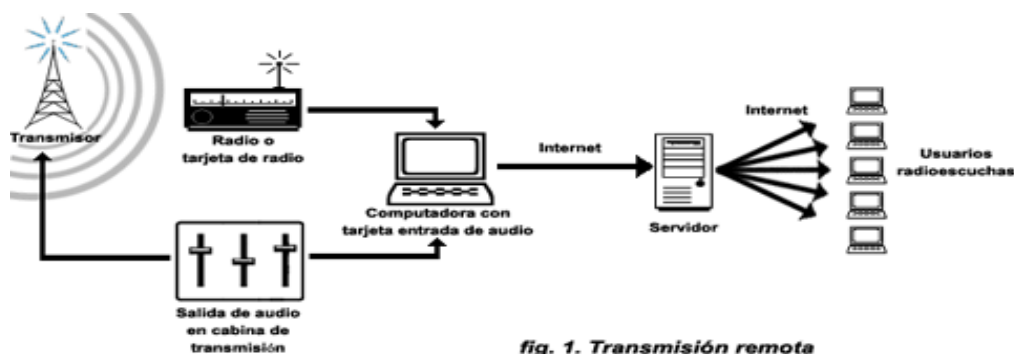 Transmisor
Radio o
tarjeta de radio
Computadora con
tarjeta entrada de audio
Internet
Servidor
Internet
Usuarios
radioescuchas
Salida de audio
en cabina de
transmisión
fig. 1. Transmisión remota